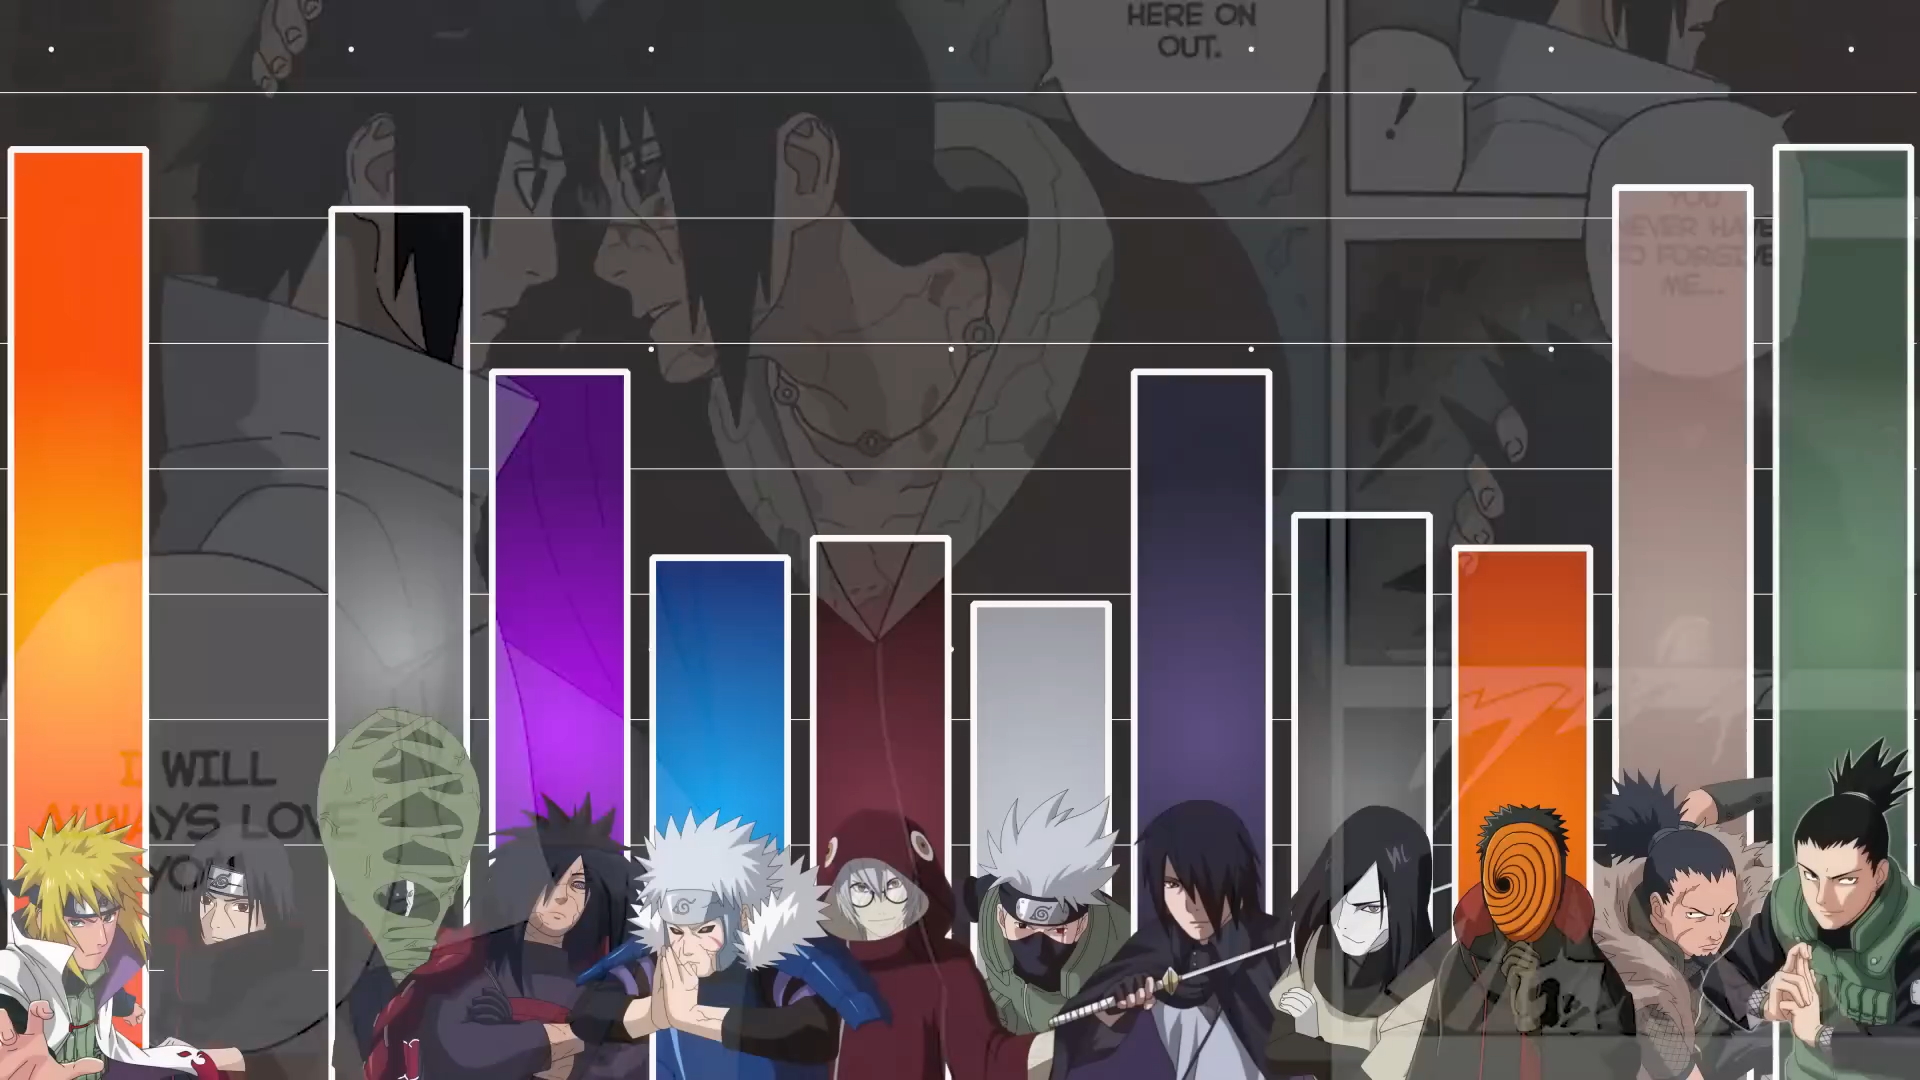 HERE ON
OUT.
!
YOU
NEVER HAVE
TO FORGIVE
ME...
I WILL
ALWAYS LOVE
YOU